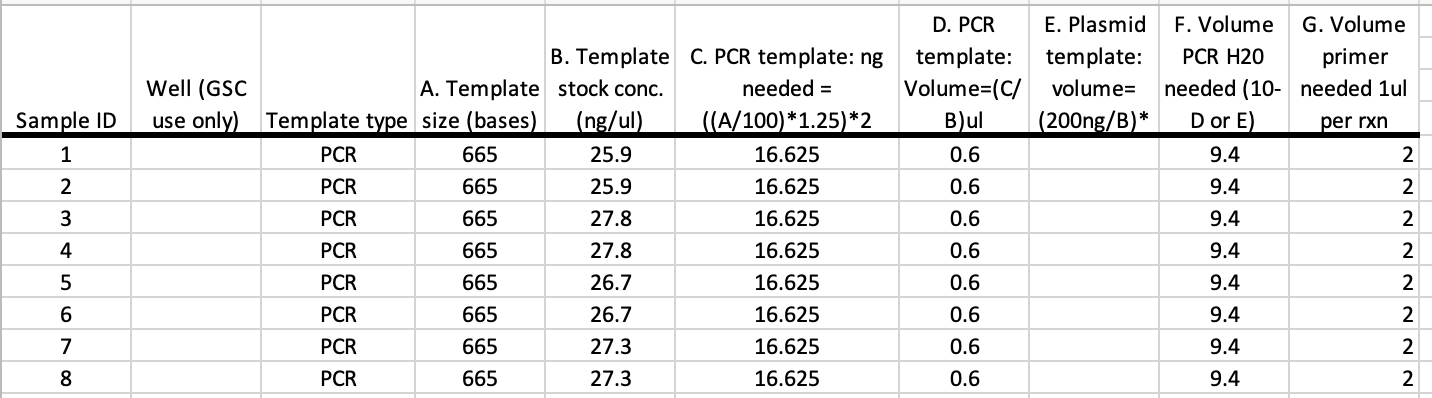 Sample ID Well (GSC use only) Template type A. Template size (bases) B. Template stock conc. (ng/ul) C. PCR template: ng needed = ((A/100)*1.25)*2 D. PCR template: Volume=(C/B)ul E. Plasmid template: volume= (200ng/B)* F. Volume PCR H20 needed (10-D or E) G. Volume primer needed 1ul per rxn
1 PCR 665 25.9 16.625 0.6 9.4 2
2 PCR 665 25.9 16.625 0.6 9.4 2
3 PCR 665 27.8 16.625 0.6 9.4 2
4 PCR 665 27.8 16.625 0.6 9.4 2
5 PCR 665 26.7 16.625 0.6 9.4 2
6 PCR 665 26.7 16.625 0.6 9.4 2
7 PCR 665 27.3 16.625 0.6 9.4 2
8 PCR 665 27.3 16.625 0.6 9.4 2